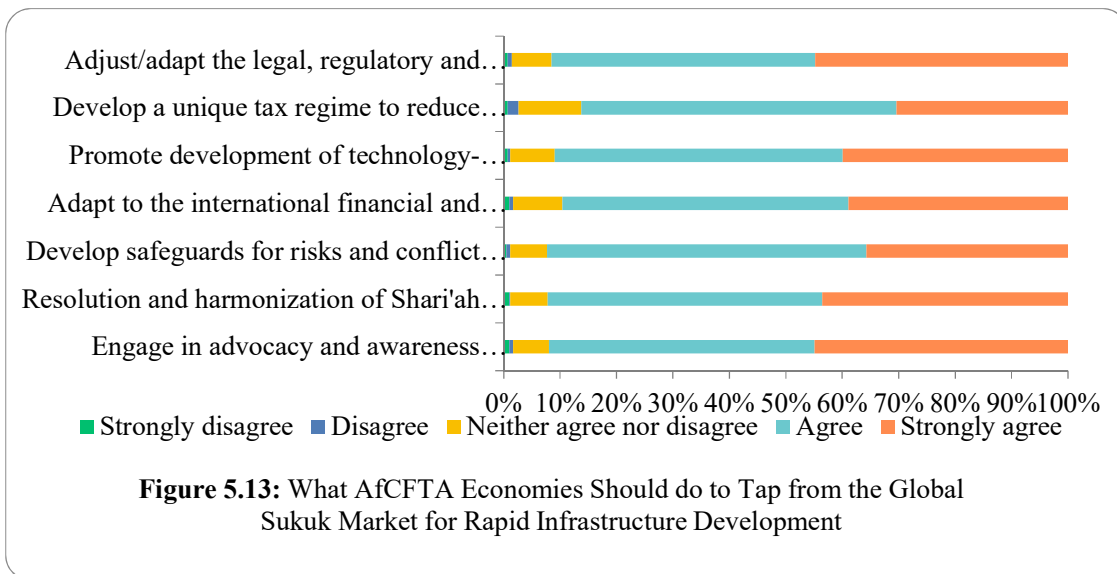 Adjust/adapt the legal, regulatory and…
Develop a unique tax regime to reduce…
Promote development of technology-…
Adapt to the international financial and…
Develop safeguards for risks and conflict…
Resolution and harmonization of Shari'ah…
Engage in advocacy and awareness…
0% 10% 20% 30% 40% 50% 60% 70% 80% 90%100%
Strongly disagree Disagree Neither agree nor disagree Agree Strongly agree
Figure 5.13: What AfCFTA Economies Should do to Tap from the Global
Sukuk Market for Rapid Infrastructure Development